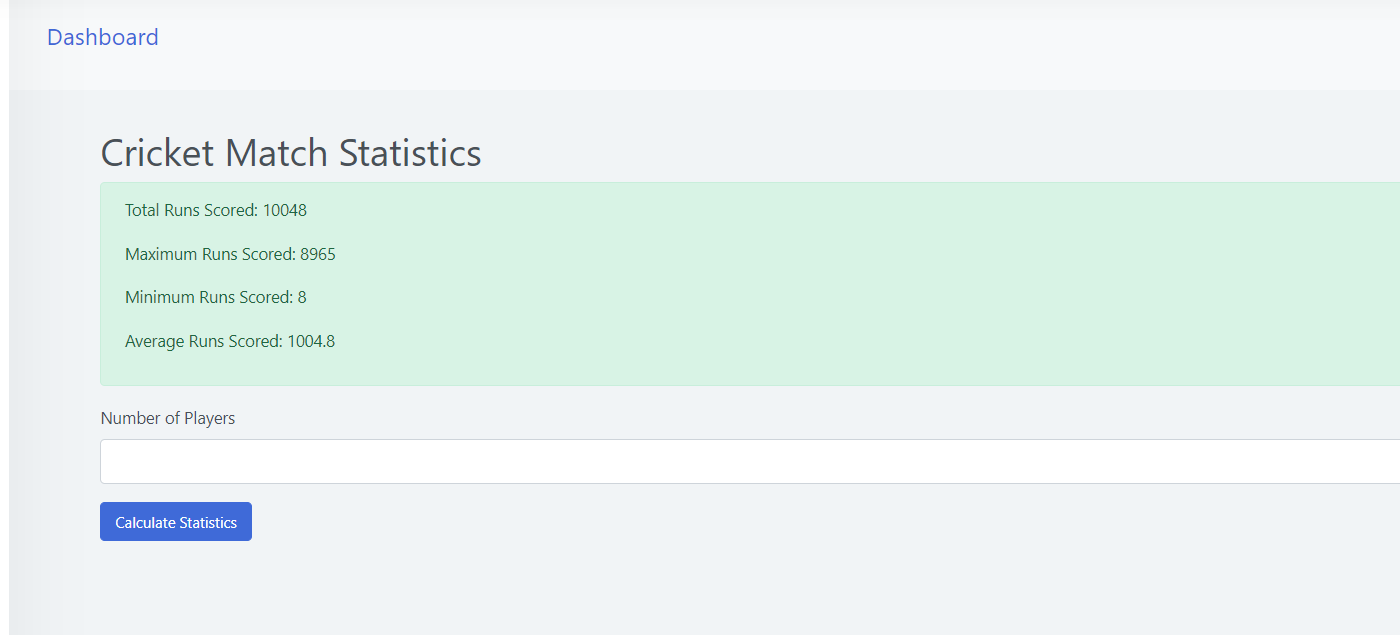 Dashboard
Cricket Match Statistics
Total Runs Scored: 10048
Maximum Runs Scored: 8965
Minimum Runs Scored: 8
Average Runs Scored: 1004.8
Number of Players
Calculate Statistics